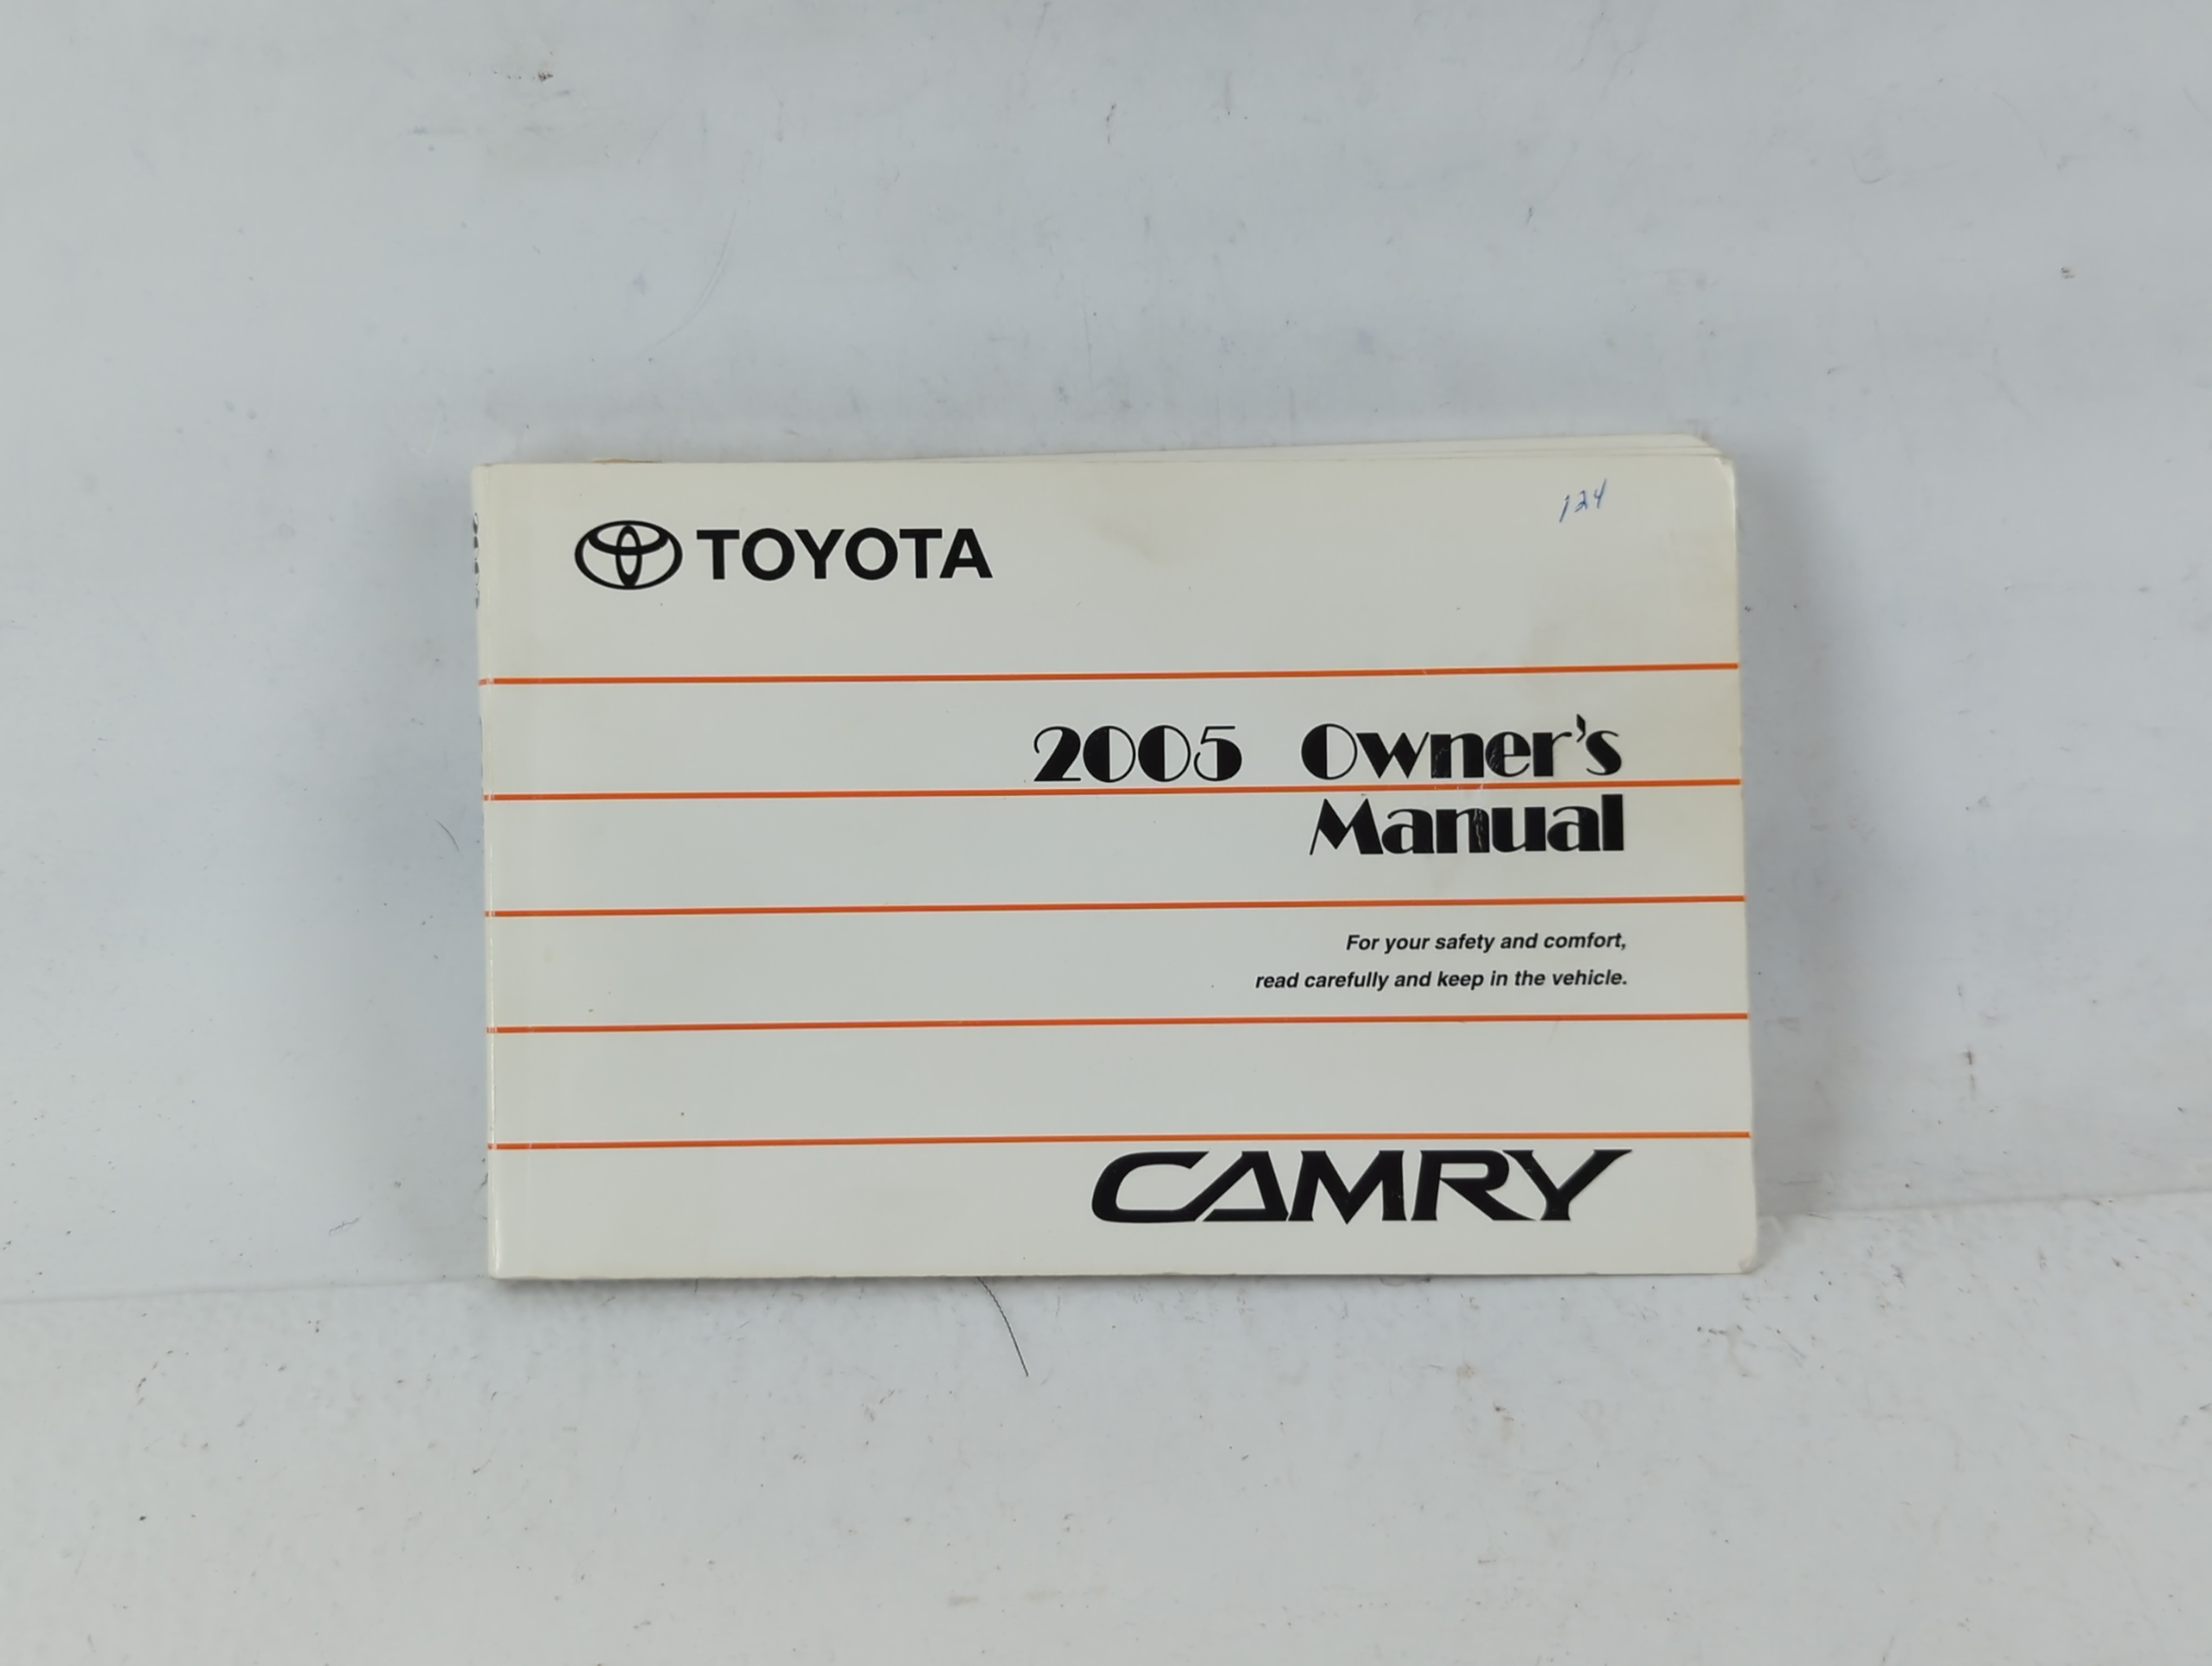 124
TOYOTA
2005 Owner's
Manual
For your safety and comfort,
read carefully and keep in the vehicle.
CAMRY